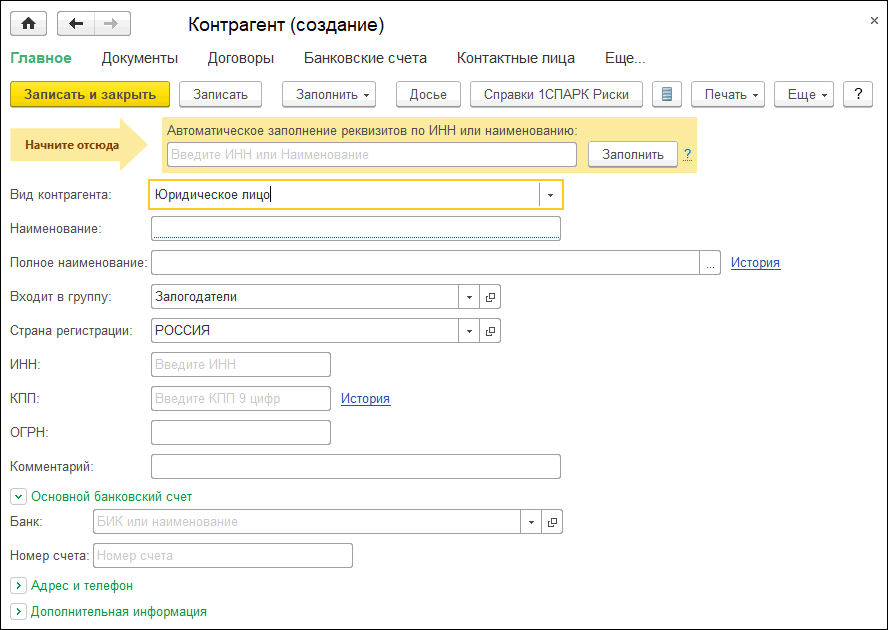 Контрагент (создание)
Главное Документы Договоры Банковские счета Контактные лица Еще...
Записать и закрыть Записать Заполнить Досье Справки 1СПАРК Риски Печать Еще ?
Автоматическое заполнение реквизитов по ИНН или наименованию:
Начните отсюда Введите ИНН или Наименование Заполнить ?
Вид контрагента: Юридическое лицо
Наименование:
Полное наименование: ... История
Входит в группу: Залогодатели
Страна регистрации: РОССИЯ
ИНН: Введите ИНН
КПП: Введите КПП 9 цифр История
ОГРН:
Комментарий:
Основной банковский счет
Банк: БИК или наименование
Номер счета: Номер счета
Адрес и телефон
Дополнительная информация